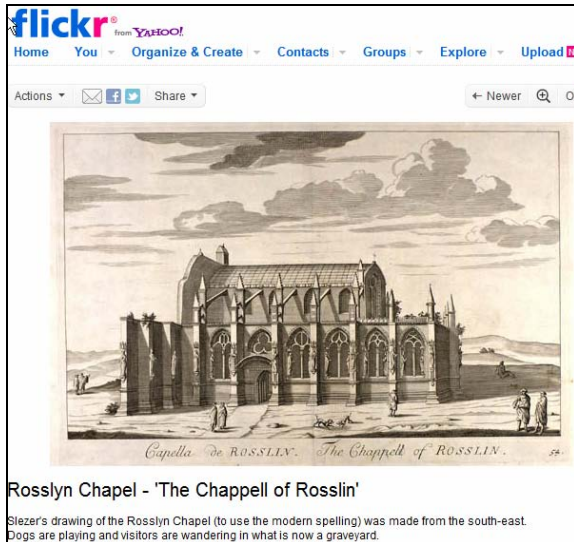 flickr® from YAHOO!
Home You Organize & Create Contacts Groups Explore Upload
Actions Share ← Newer
Capella de ROSSLIN. The Chappell of ROSSLIN. 54.
Rosslyn Chapel - 'The Chappell of Rosslin'
Slezer's drawing of the Rosslyn Chapel (to use the modern spelling) was made from the south-east.
Dogs are playing and visitors are wandering in what is now a graveyard.